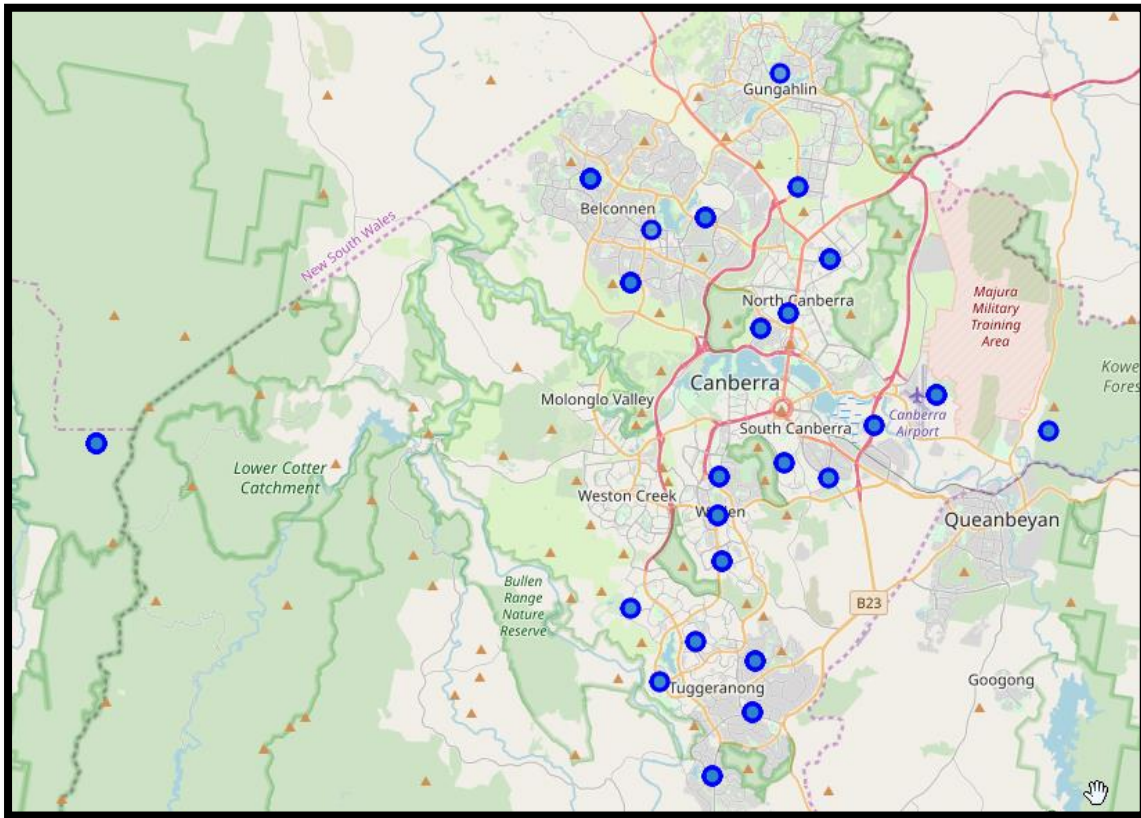 Gungahlin
Belconnen
New South Wales
North Canberra
Majura
Military
Training
Area
Kowe
Fores
Canberra
Molonglo Valley
Canberra
Airport
South Canberra
Lower Cotter
Catchment
Weston Creek
Queanbeyan
Bullen
Range
Nature
Reserve
B23
Googong
Tuggeranong